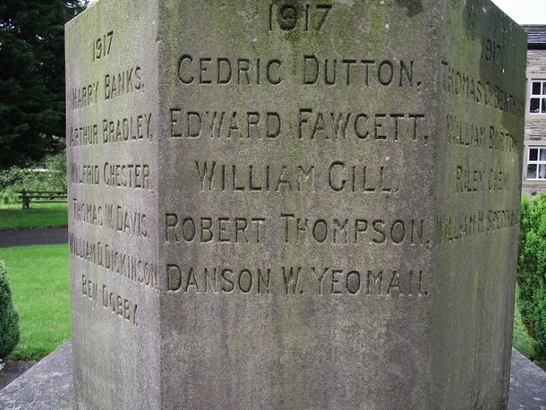 1917
HARRY BANKS.
ARTHUR BRADLEY.
WILFRID CHESTER.
THOMAS W. DAVIS.
WILLIAM D. DICKINSON.
BEN DOBBY.
1917
CEDRIC DUTTON.
EDWARD FAWCETT.
WILLIAM GILL.
ROBERT THOMPSON.
DANSON W. YEOMAN.
1917
THOMAS
WILLIAM
RILEY
WILLIAM H.